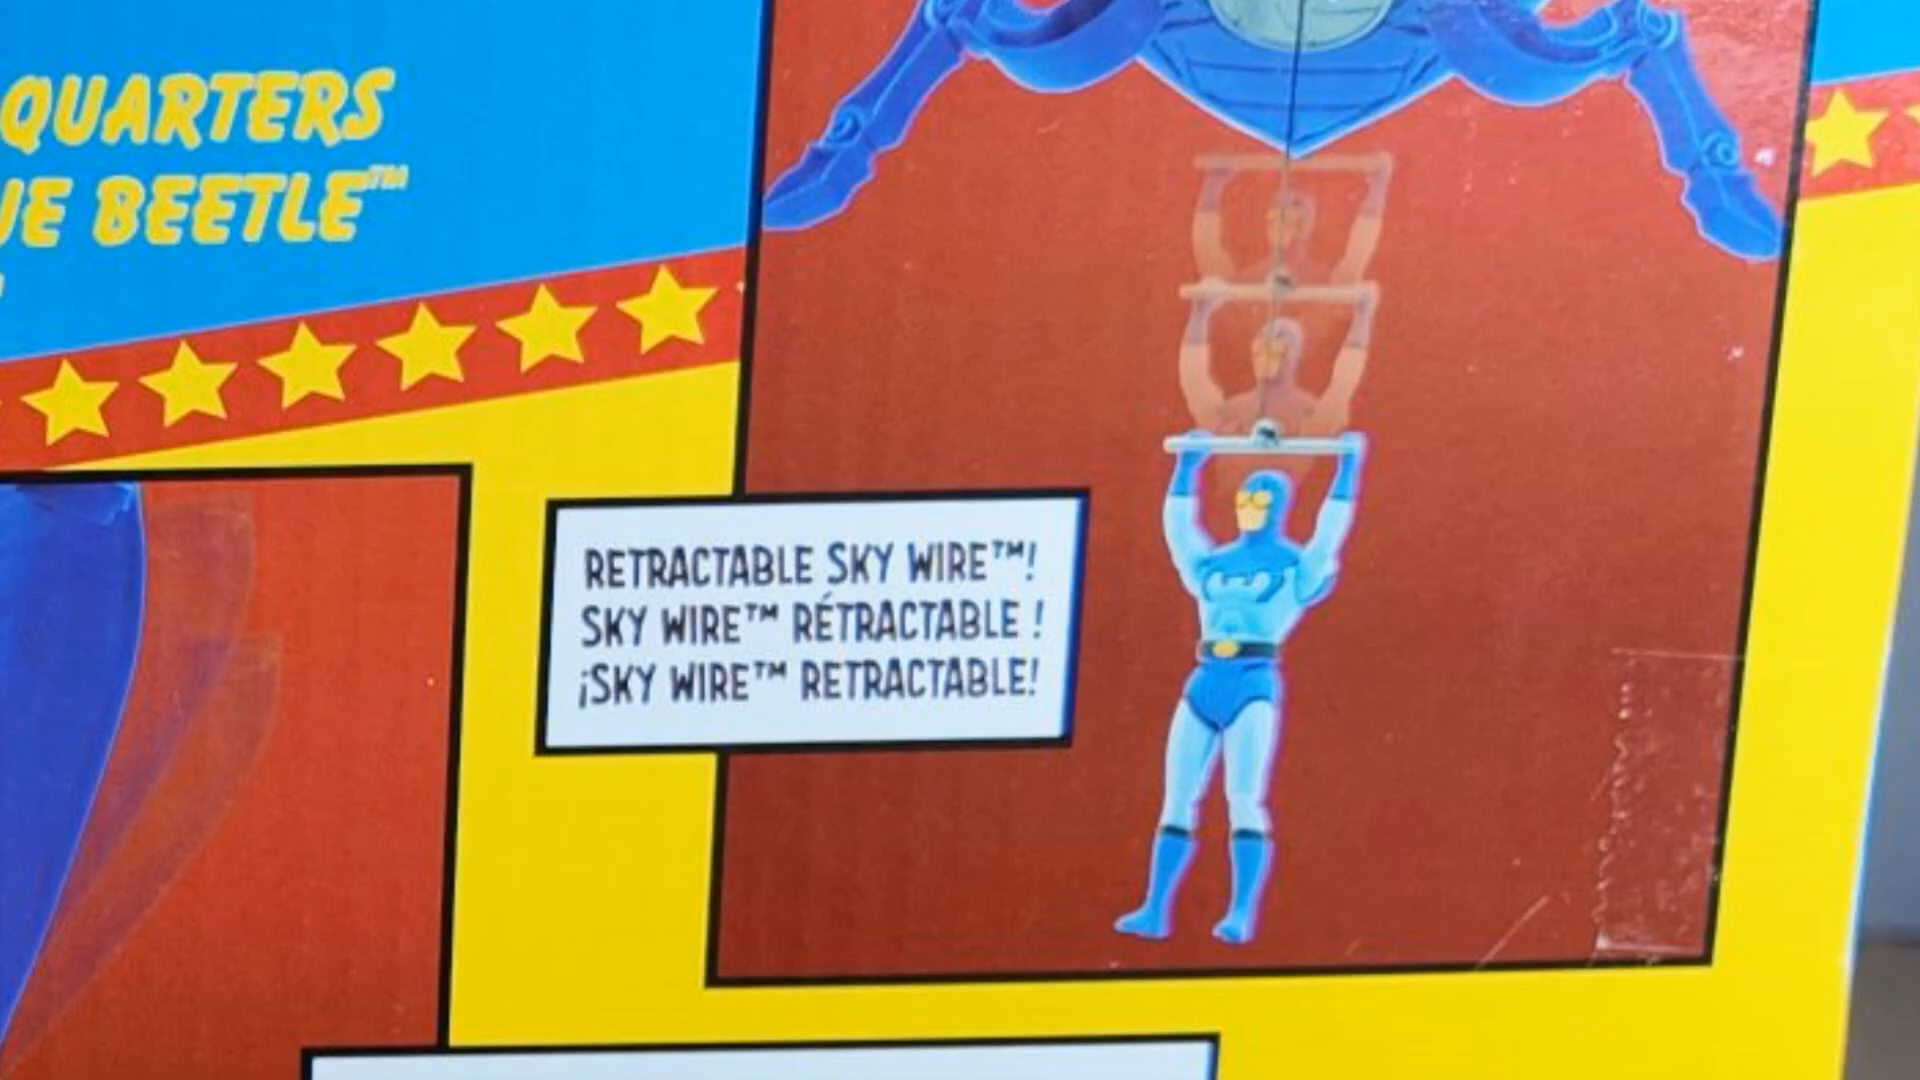 QUARTERS
BEETLE™
RETRACTABLE SKY WIRE™!
SKY WIRE™ RÉTRACTABLE !
¡SKY WIRE™ RETRACTABLE!